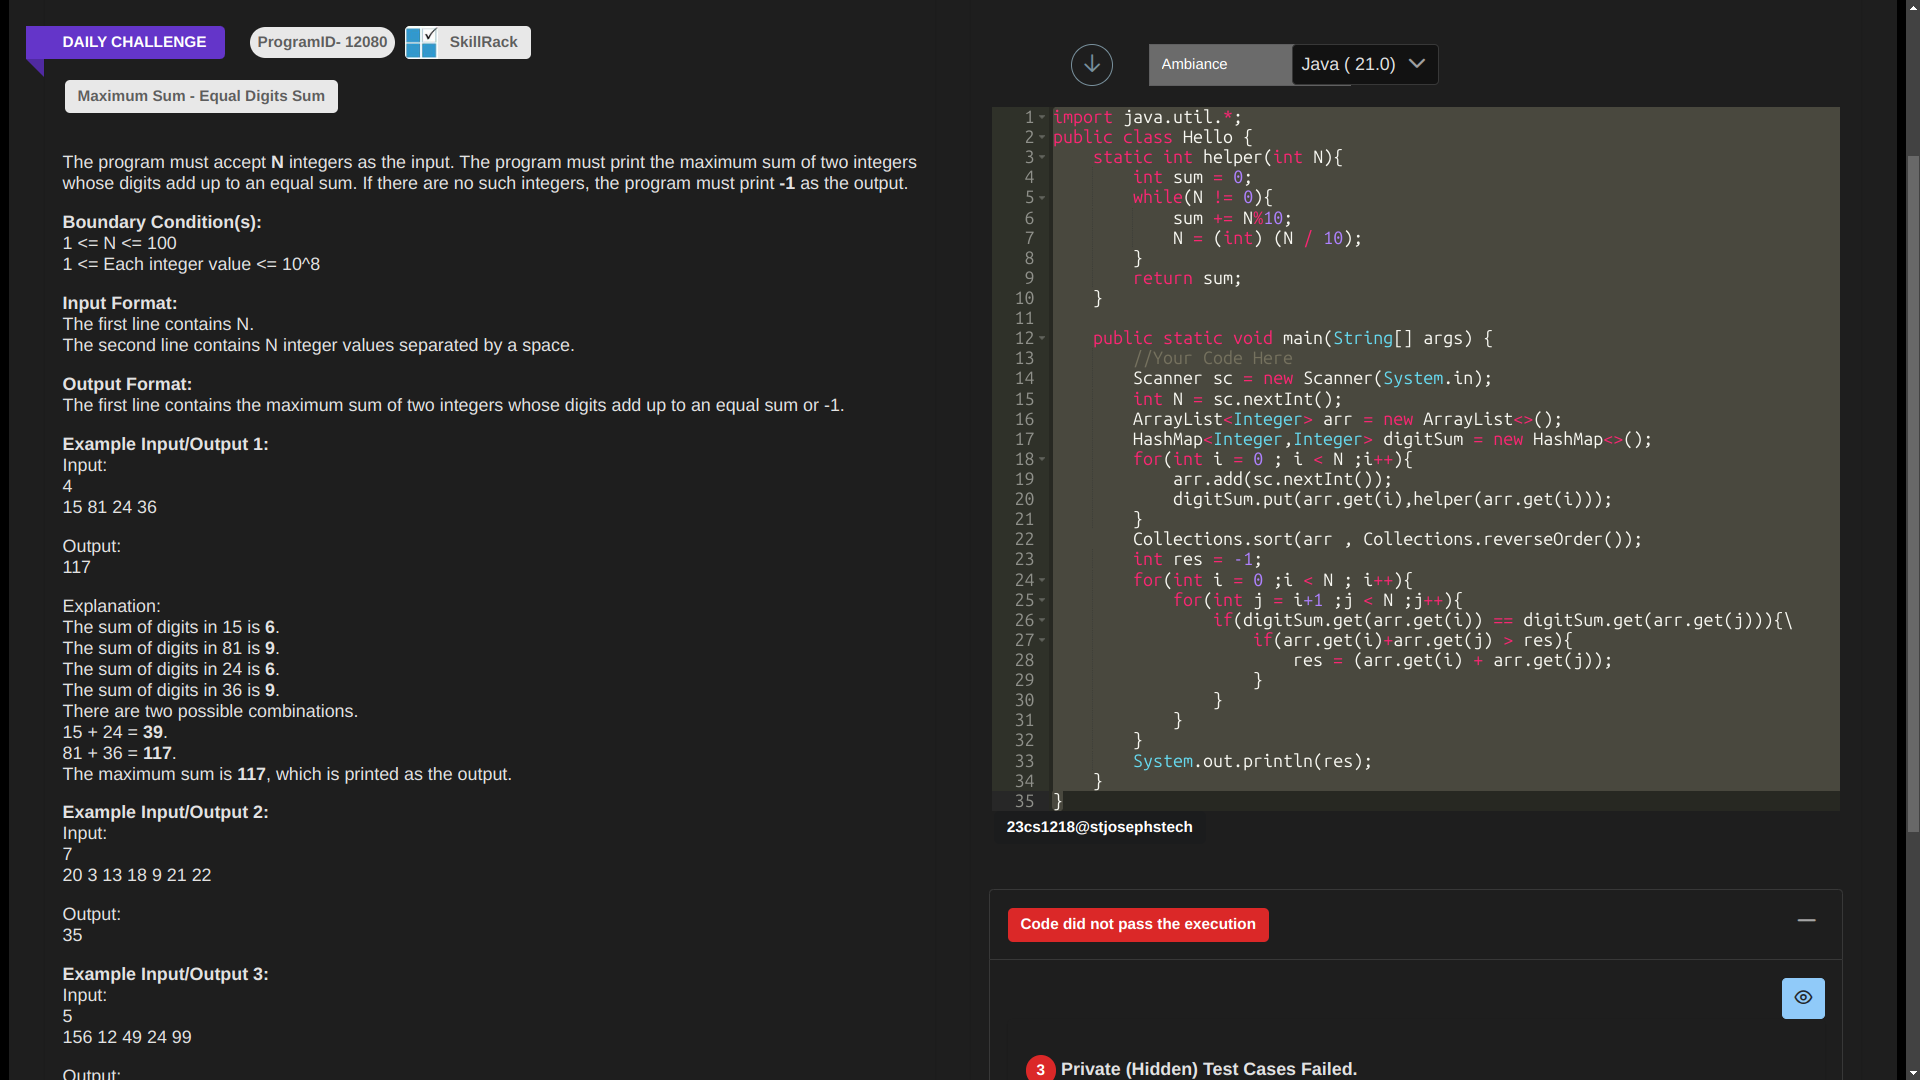 DAILY CHALLENGE
ProgramID- 12080
SkillRack
Maximum Sum - Equal Digits Sum
The program must accept N integers as the input. The program must print the maximum sum of two integers
whose digits add up to an equal sum. If there are no such integers, the program must print -1 as the output.
Boundary Condition(s):
1 <= N <= 100
1 <= Each integer value <= 10^8
Input Format:
The first line contains N.
The second line contains N integer values separated by a space.
Output Format:
The first line contains the maximum sum of two integers whose digits add up to an equal sum or -1.
Example Input/Output 1:
Input:
4
15 81 24 36
Output:
117
Explanation:
The sum of digits in 15 is 6.
The sum of digits in 81 is 9.
The sum of digits in 24 is 6.
The sum of digits in 36 is 9.
There are two possible combinations.
15 + 24 = 39.
81 + 36 = 117.
The maximum sum is 117, which is printed as the output.
Example Input/Output 2:
Input:
7
20 3 13 18 9 21 22
Output:
35
Example Input/Output 3:
Input:
5
156 12 49 24 99
Output:
Ambiance
Java ( 21.0)
1 import java.util.*;
2 public class Hello {
3 static int helper(int N){
4 int sum = 0;
5 while(N != 0){
6 sum += N%10;
7 N = (int) (N / 10);
8 }
9 return sum;
10 }
11
12 public static void main(String[] args) {
13 //Your Code Here
14 Scanner sc = new Scanner(System.in);
15 int N = sc.nextInt();
16 ArrayList<Integer> arr = new ArrayList<>();
17 HashMap<Integer,Integer> digitSum = new HashMap<>();
18 for(int i = 0 ; i < N ;i++){
19 arr.add(sc.nextInt());
20 digitSum.put(arr.get(i),helper(arr.get(i)));
21 }
22 Collections.sort(arr , Collections.reverseOrder());
23 int res = -1;
24 for(int i = 0 ;i < N ; i++){
25 for(int j = i+1 ;j < N ;j++){
26 if(digitSum.get(arr.get(i)) == digitSum.get(arr.get(j))){\
27 if(arr.get(i)+arr.get(j) > res){
28 res = (arr.get(i) + arr.get(j));
29 }
30 }
31 }
32 }
33 System.out.println(res);
34 }
35 }
23cs1218@stjosephstech
Code did not pass the execution
3 Private (Hidden) Test Cases Failed.